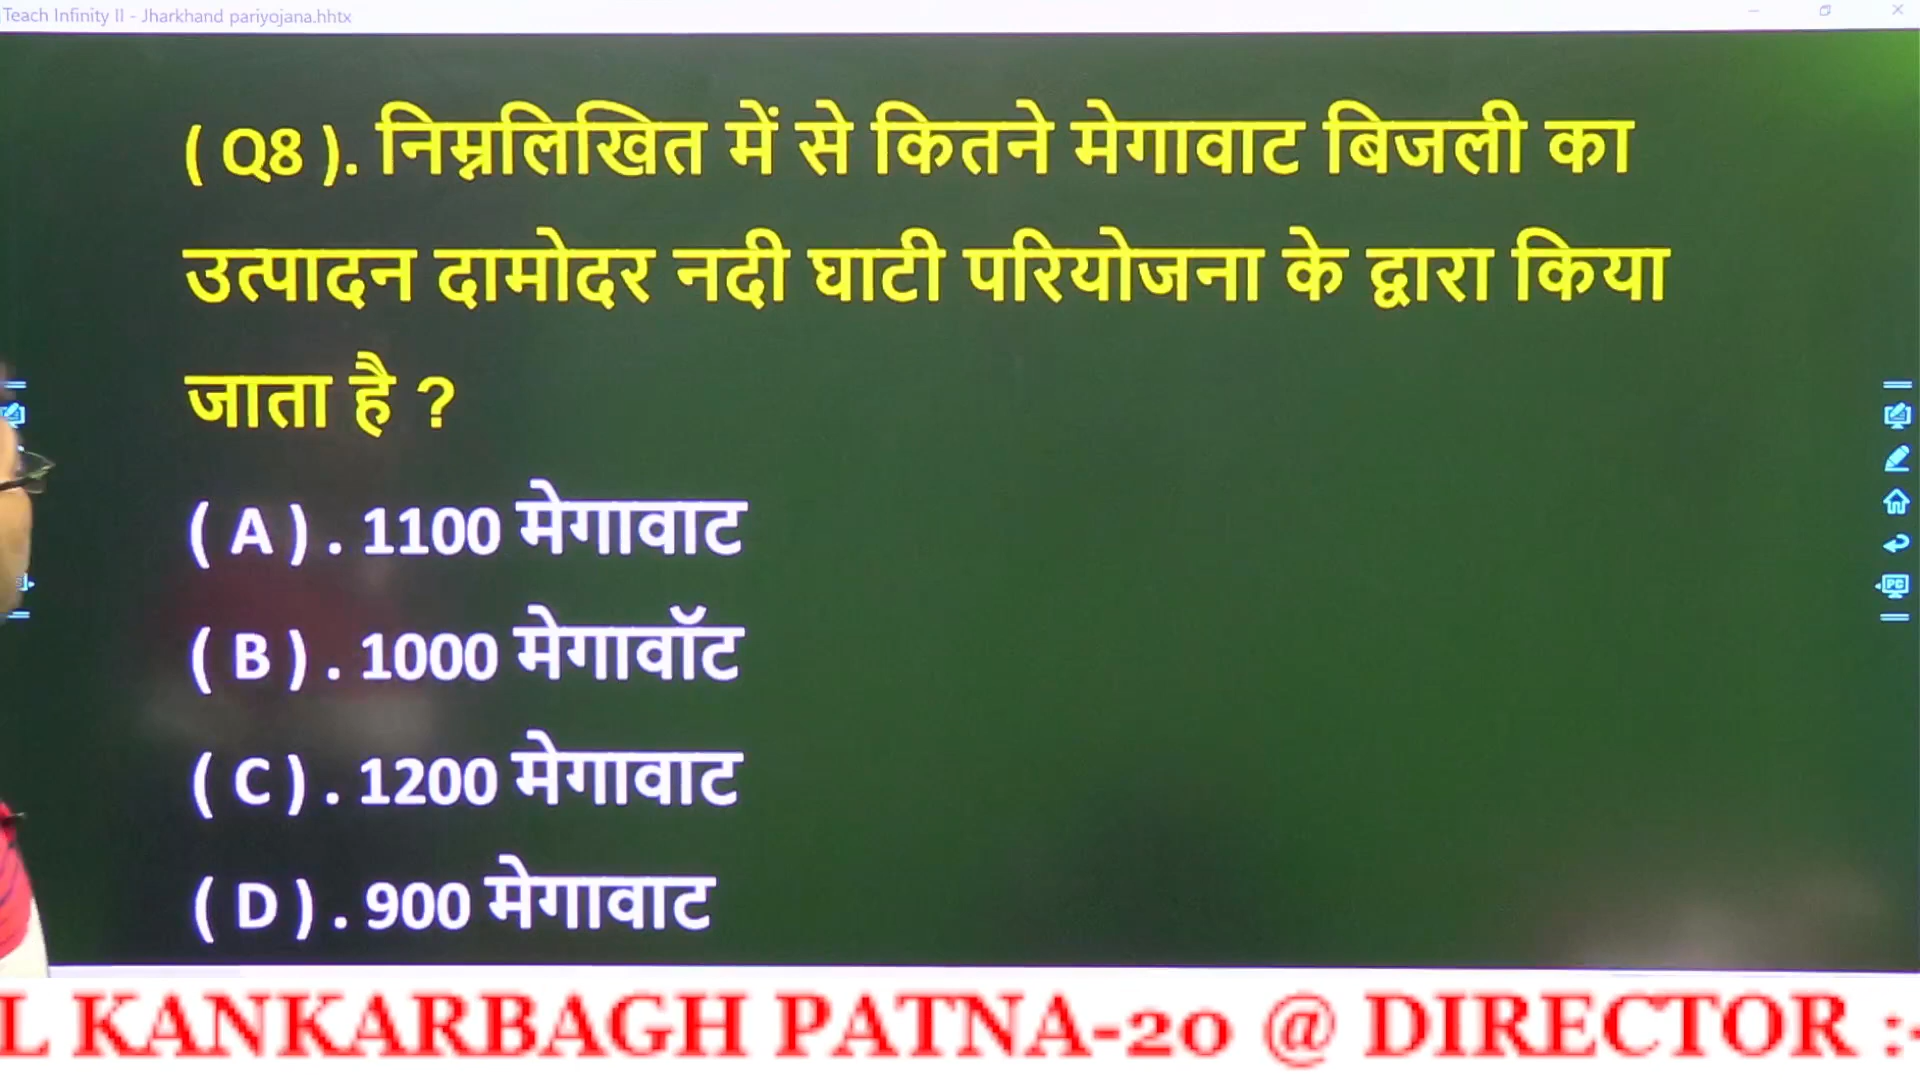 Teach Infinity II - Jharkhand pariyojana.hhtx
( Q8 ). निम्नलिखित में से कितने मेगावाट बिजली का
उत्पादन दामोदर नदी घाटी परियोजना के द्वारा किया
जाता है ?
( A ) . 1100 मेगावाट
( B ) . 1000 मेगावॉट
( C ) . 1200 मेगावाट
( D ) . 900 मेगावाट
PC
L KANKARBAGH PATNA-20 @ DIRECTOR :-